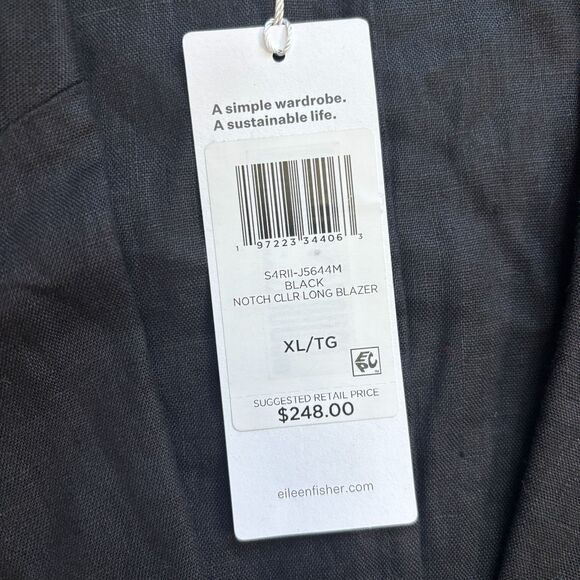 A simple wardrobe.
A sustainable life.
1 97223 34406 3
S4RII-J5644M
BLACK
NOTCH CLLR LONG BLAZER
XL/TG
EPC
SUGGESTED RETAIL PRICE
$248.00
eileenfisher.com